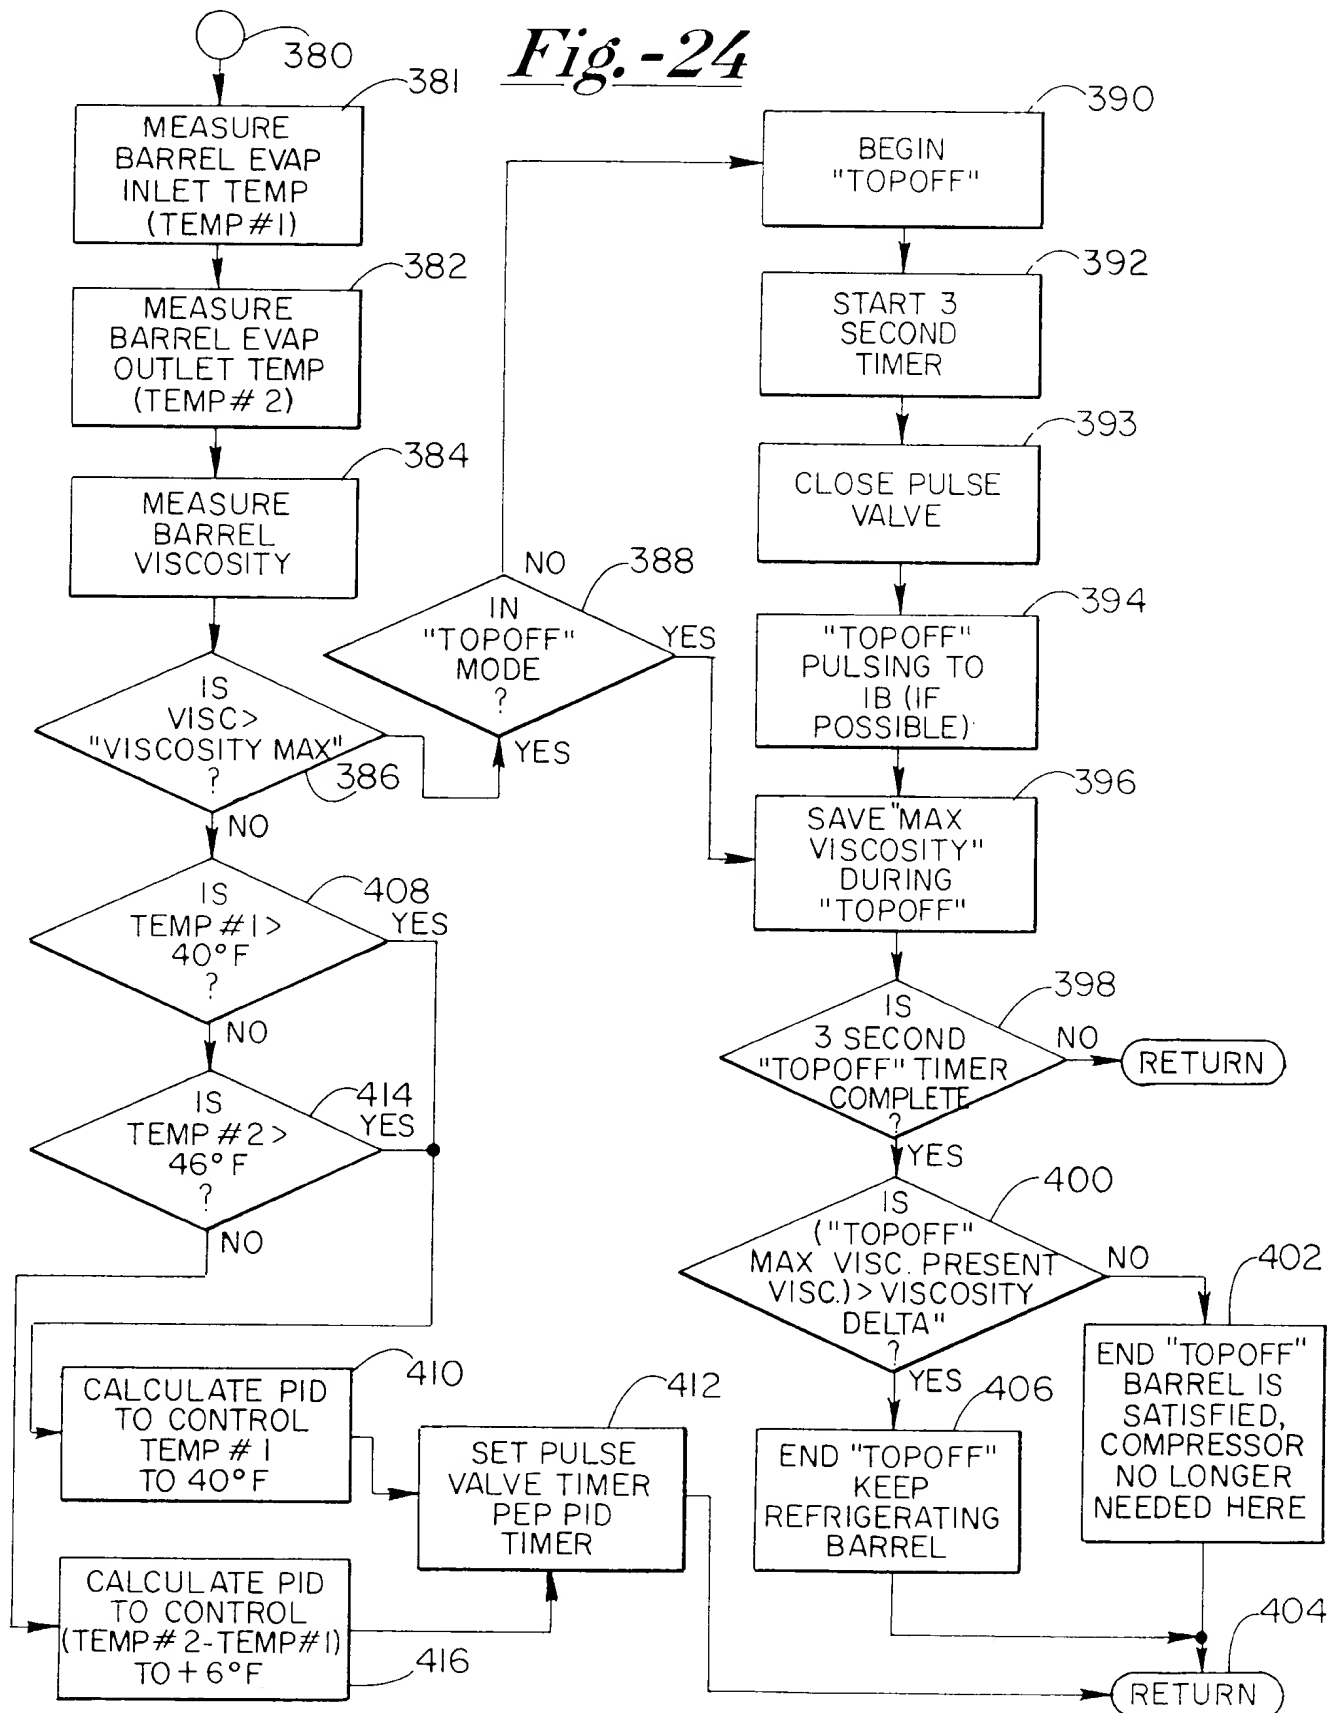 Fig.-24
380
381
MEASURE
BARREL EVAP
INLET TEMP
(TEMP#1)
382
MEASURE
BARREL EVAP
OUTLET TEMP
(TEMP# 2)
384
MEASURE
BARREL
VISCOSITY
IS
VISC>
"VISCOSITY MAX"
?
386
YES
NO
388
IN
"TOPOFF"
MODE
?
NO
YES
390
BEGIN
"TOPOFF"
392
START 3
SECOND
TIMER
393
CLOSE PULSE
VALVE
394
"TOPOFF"
PULSING TO
IB (IF
POSSIBLE)
396
SAVE "MAX
VISCOSITY"
DURING
"TOPOFF"
398
IS
3 SECOND
"TOPOFF" TIMER
COMPLETE
?
NO
RETURN
YES
400
IS
("TOPOFF"
MAX VISC. PRESENT
VISC.) > VISCOSITY
DELTA"
?
NO
YES
402
END "TOPOFF"
BARREL IS
SATISFIED,
COMPRESSOR
NO LONGER
NEEDED HERE
406
END "TOPOFF"
KEEP
REFRIGERATING
BARREL
404
RETURN
408
IS
TEMP #1>
40°F
?
YES
NO
414
IS
TEMP #2>
46°F
?
YES
NO
410
CALCULATE PID
TO CONTROL
TEMP # 1
TO 40°F
412
SET PULSE
VALVE TIMER
PEP PID
TIMER
CALCULATE PID
TO CONTROL
(TEMP# 2-TEMP#1)
TO + 6°F
416